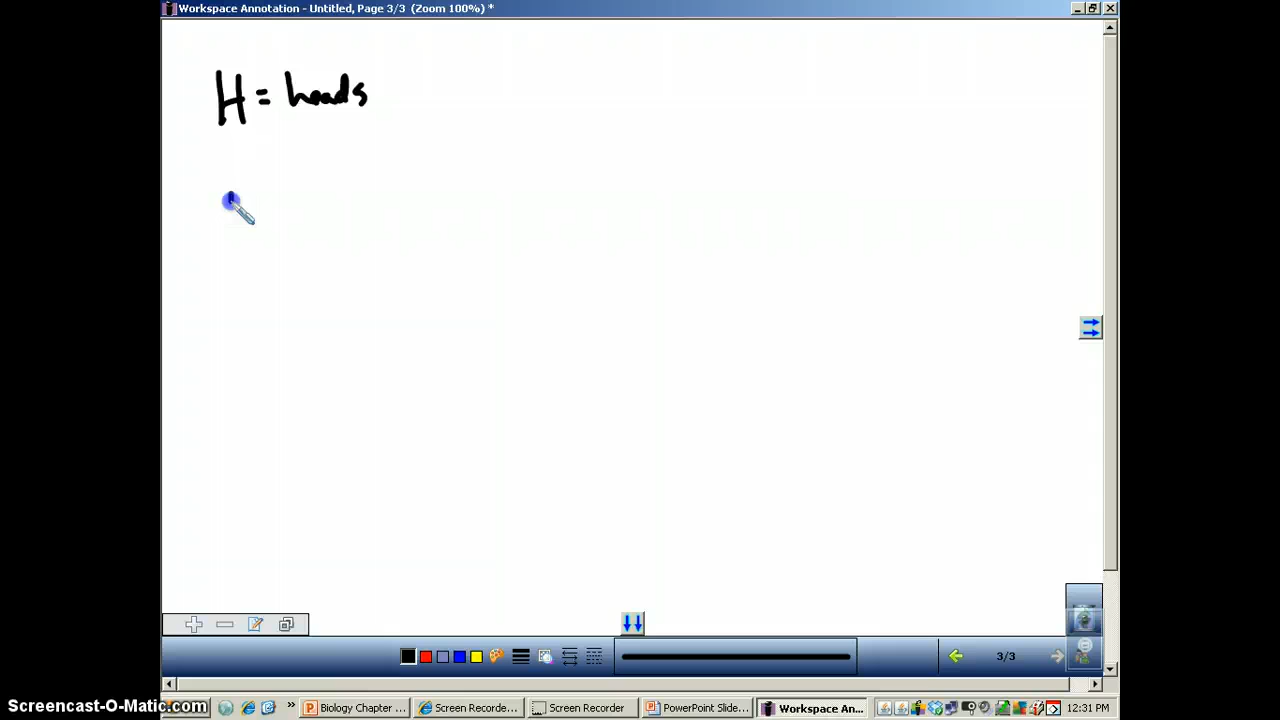 Workspace Annotation - Untitled, Page 3/3 (Zoom 100%) *
H = heads
3/3
Screencast-O-Matic.com
»
Biology Chapter ...
Screen Recorde...
Screen Recorder
PowerPoint Slide...
Workspace An...
12:31 PM